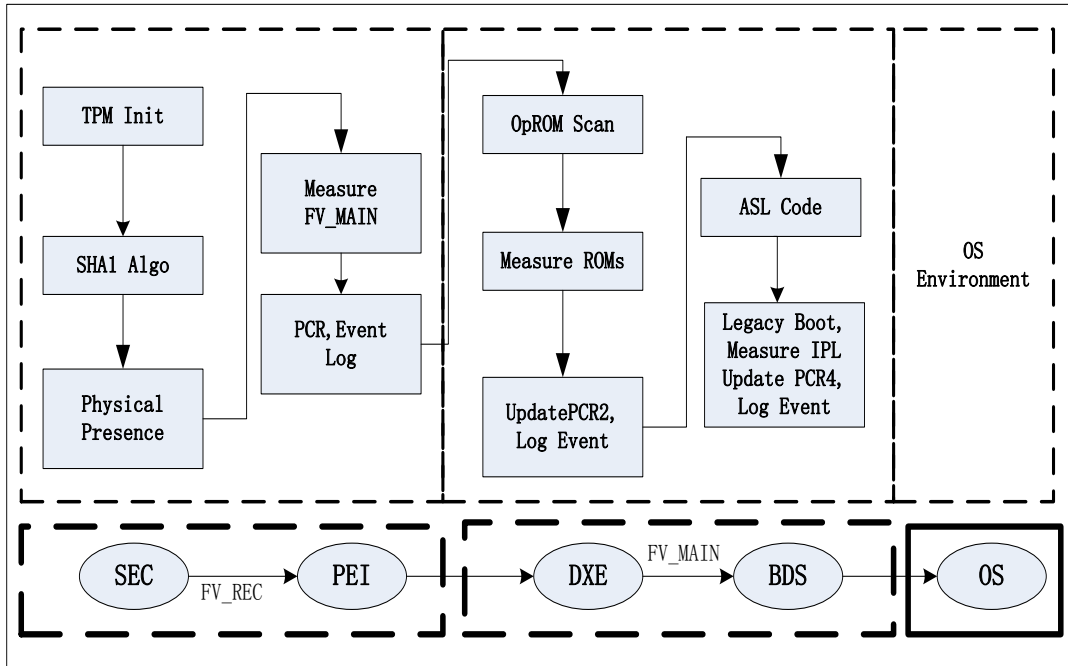 TPM Init
SHA1 Algo
Physical
Presence
Measure
FV_MAIN
PCR,Event
Log
OpROM Scan
Measure ROMs
UpdatePCR2,
Log Event
ASL Code
Legacy Boot,
Measure IPL
Update PCR4,
Log Event
OS
Environment
SEC
FV_REC
PEI
DXE
FV_MAIN
BDS
OS